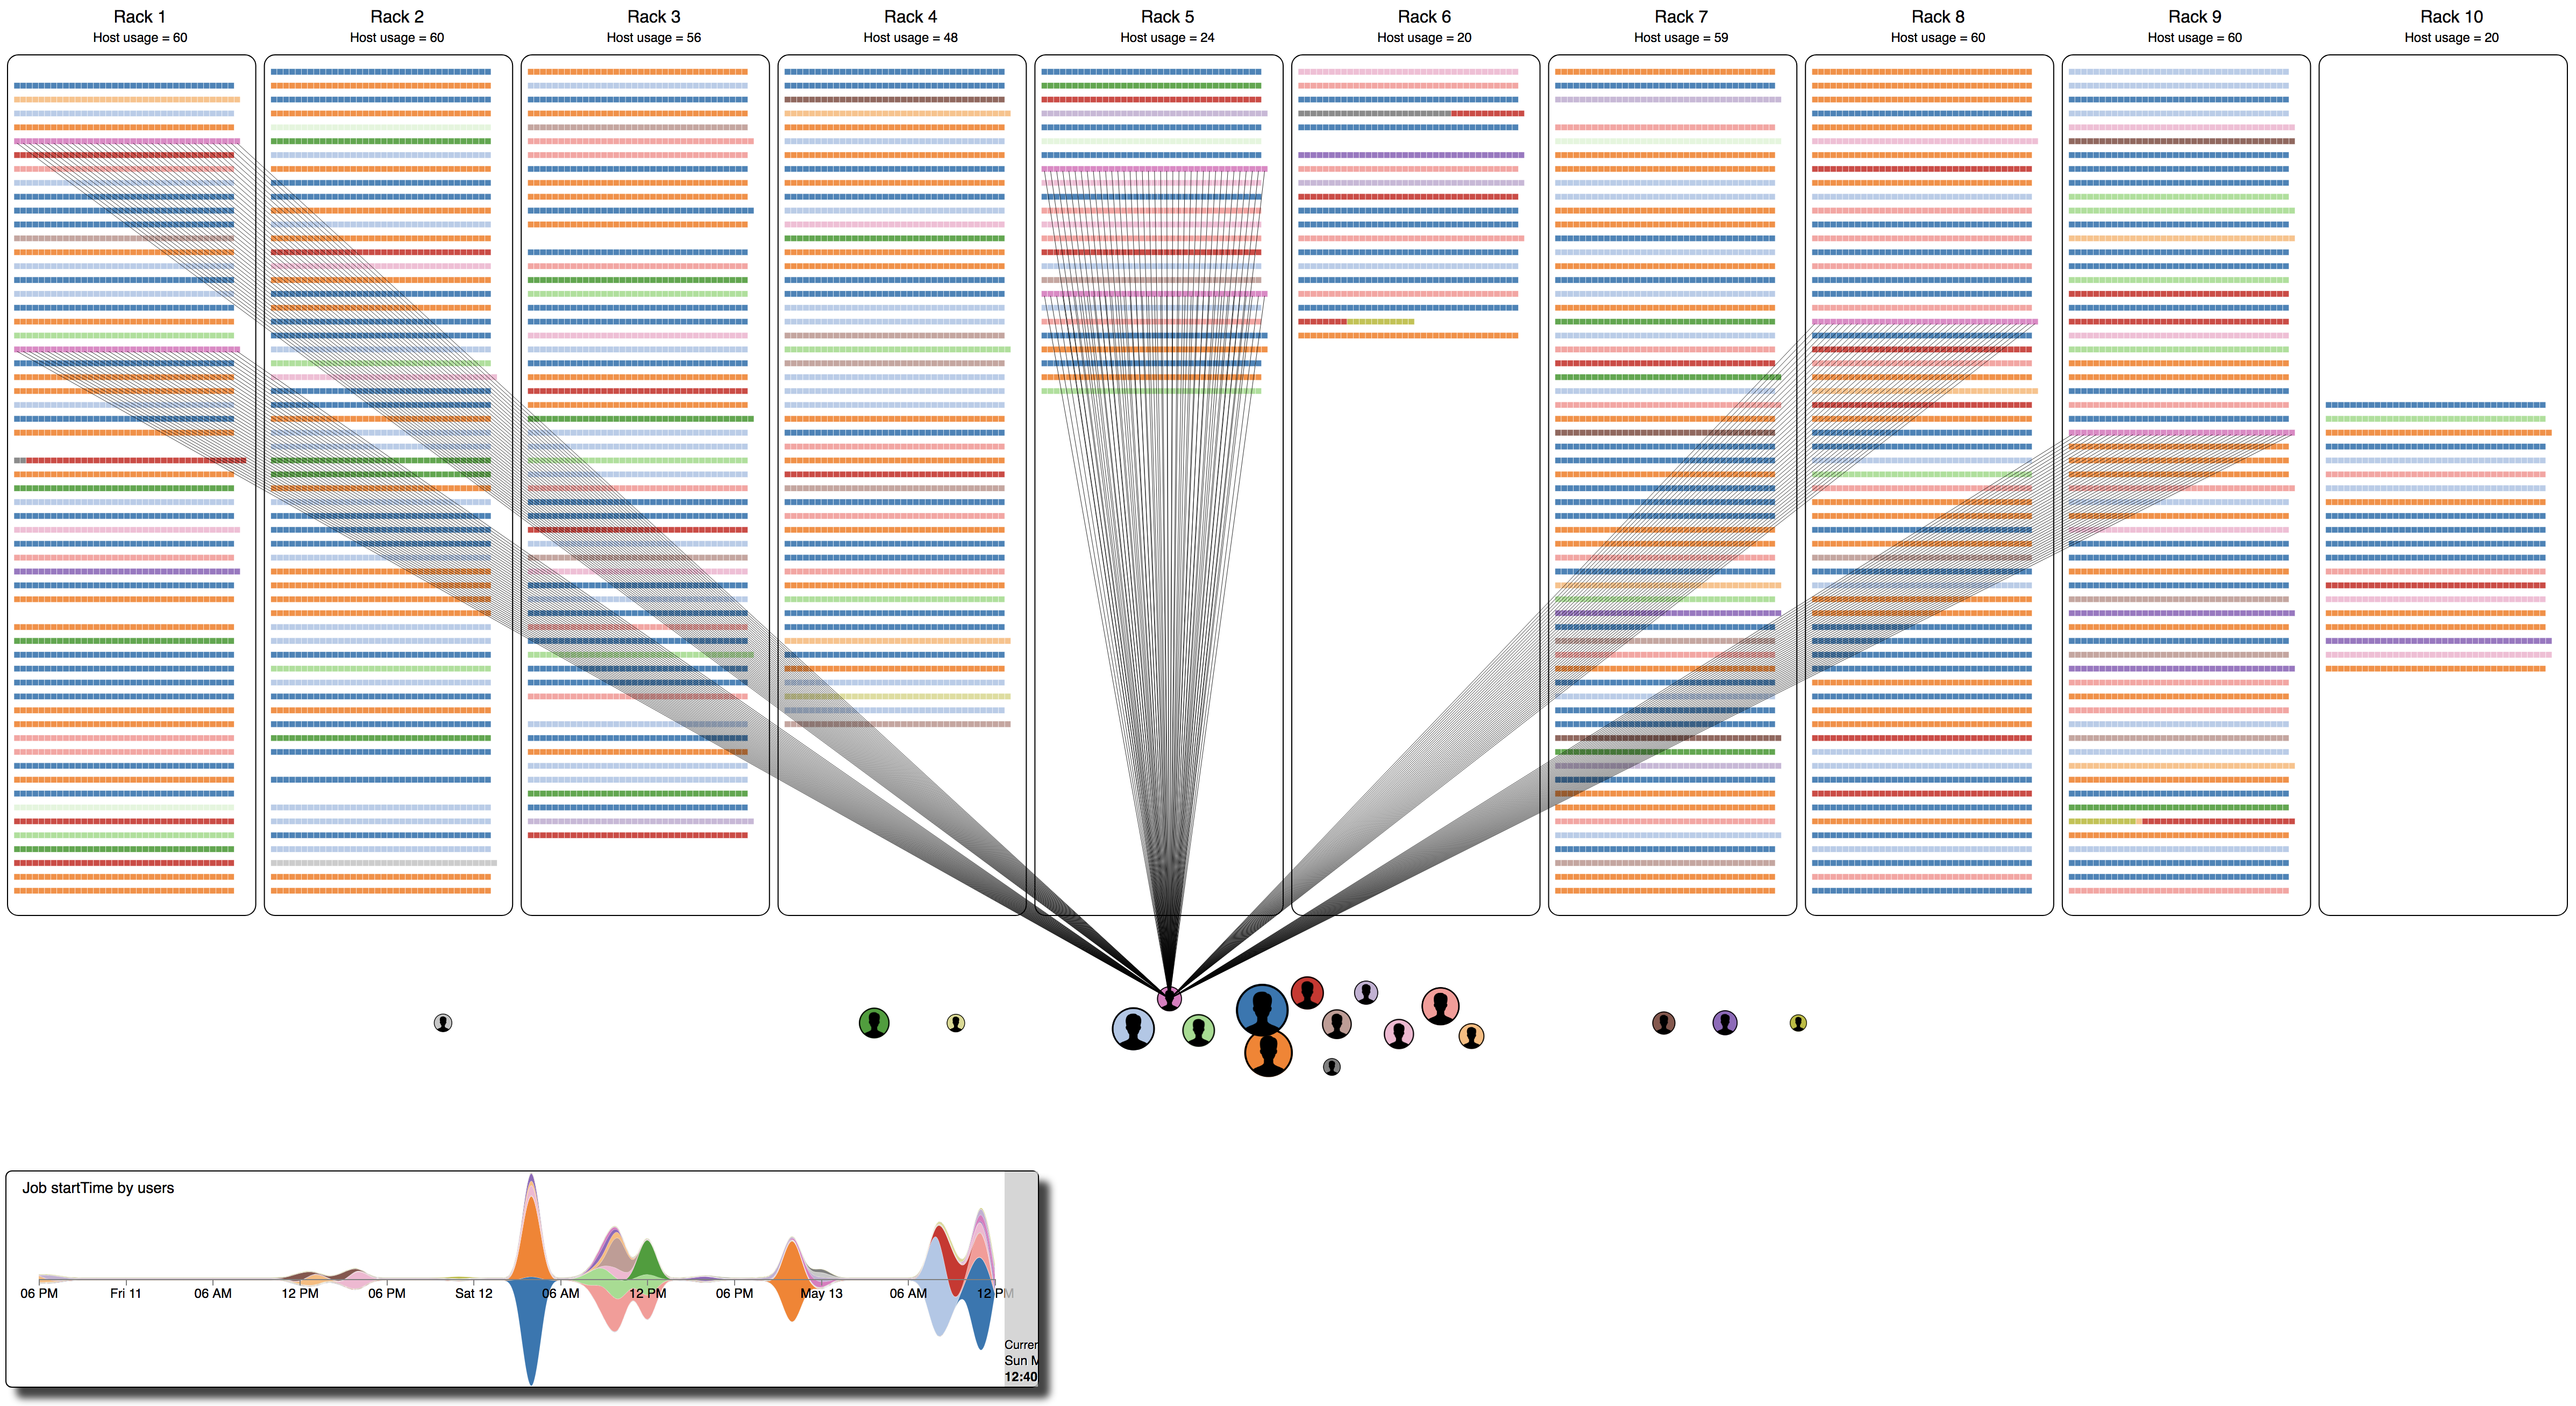 Rack 1
Host usage = 60
Rack 2
Host usage = 60
Rack 3
Host usage = 56
Rack 4
Host usage = 48
Rack 5
Host usage = 24
Rack 6
Host usage = 20
Rack 7
Host usage = 59
Rack 8
Host usage = 60
Rack 9
Host usage = 60
Rack 10
Host usage = 20
Job startTime by users
06 PM
Fri 11
06 AM
12 PM
06 PM
Sat 12
06 AM
12 PM
06 PM
May 13
06 AM
12 PM
Curre
Sun
12:40